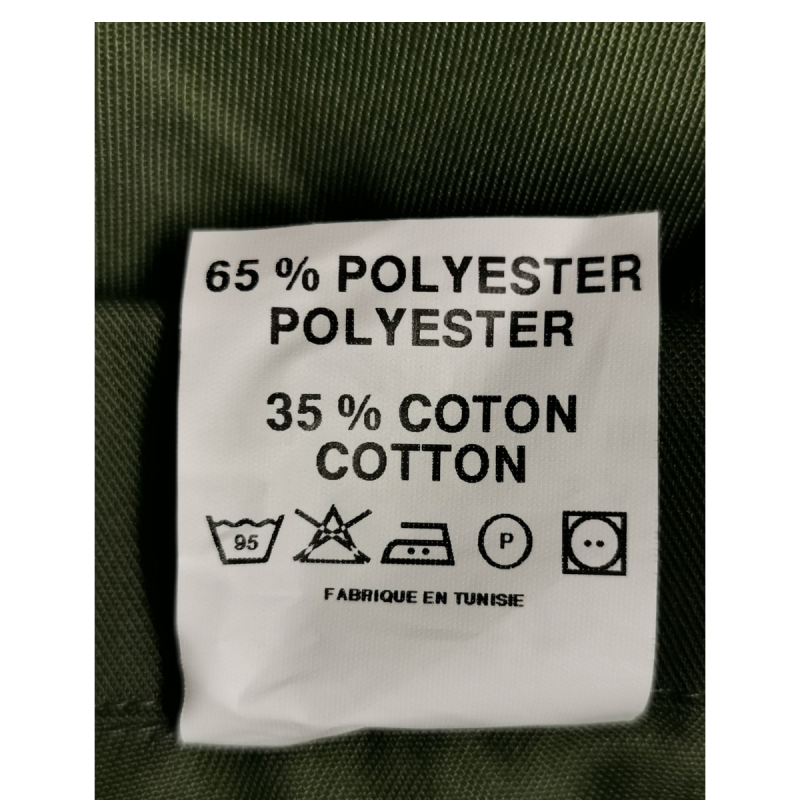 65 % POLYESTER
POLYESTER
35 % COTON
COTTON
95 P
FABRIQUE EN TUNISIE